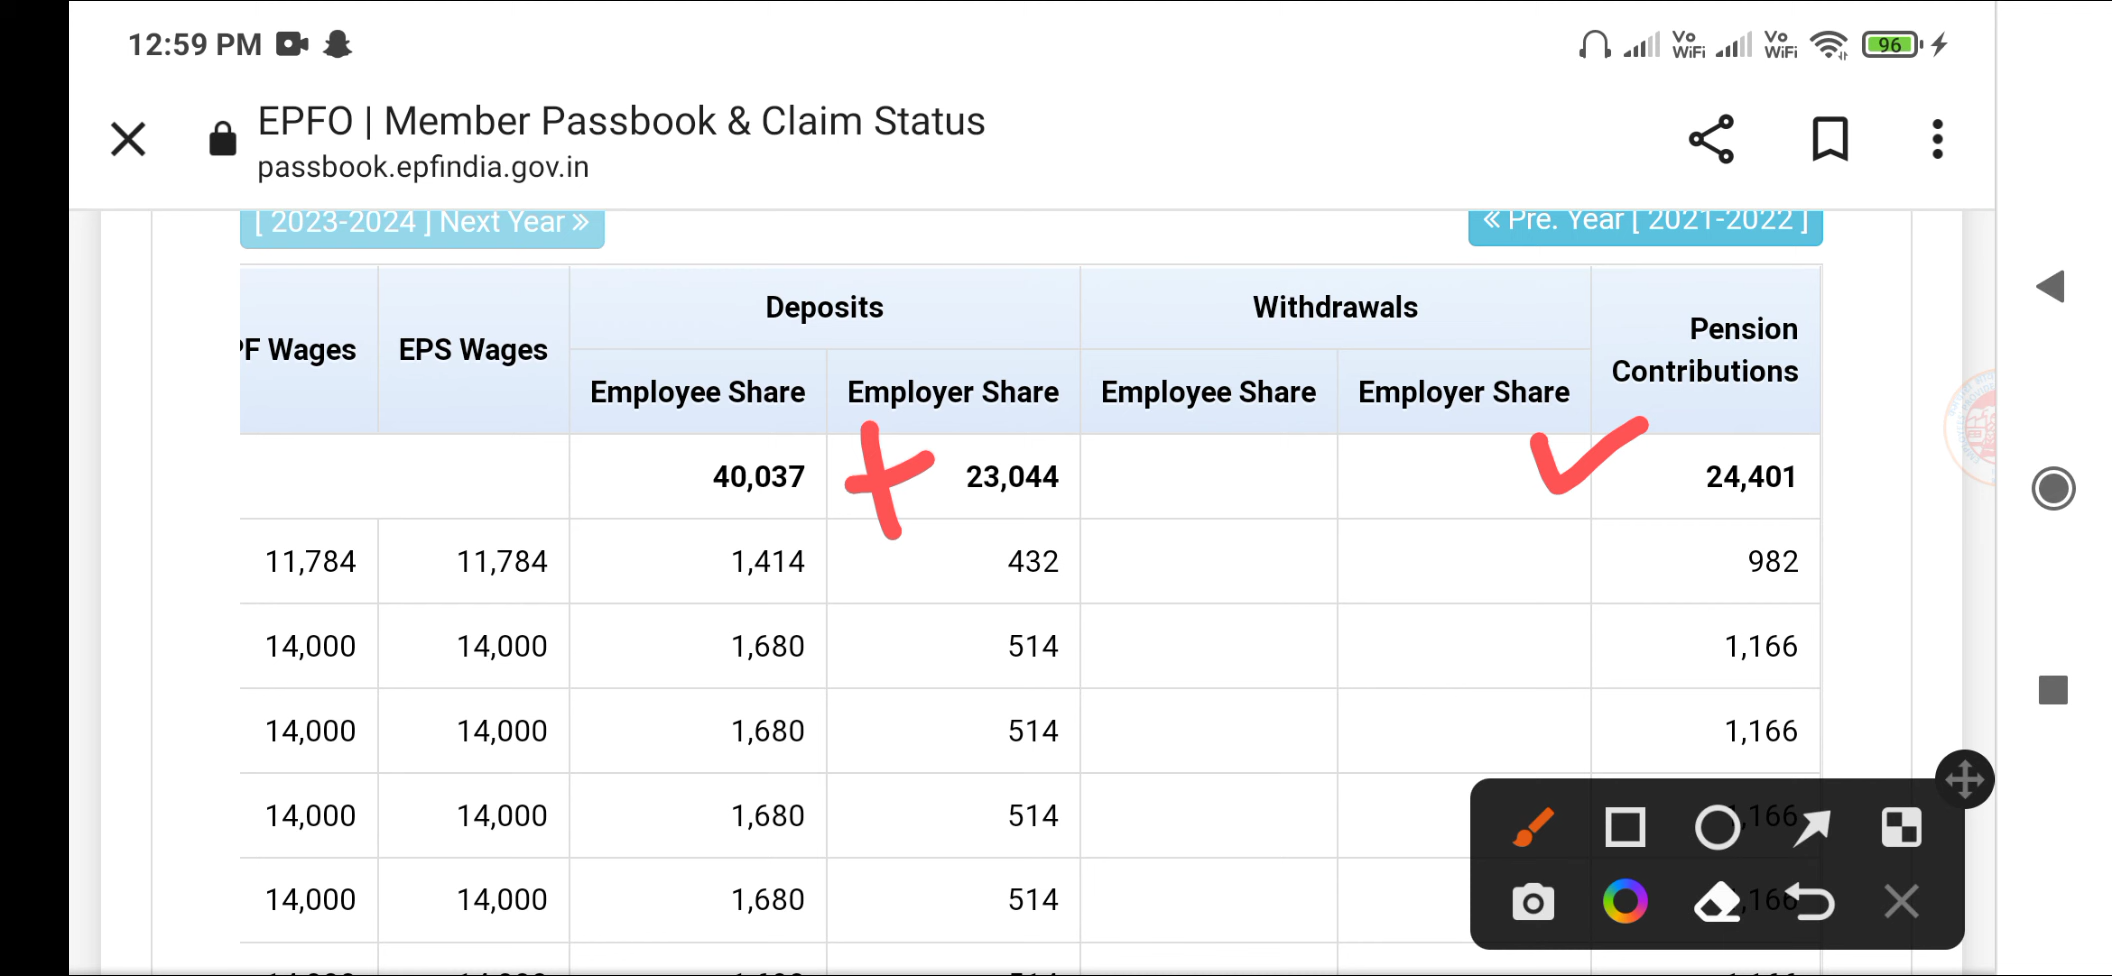 12:59 PM
Vo WiFi Vo WiFi 96
EPFO | Member Passbook & Claim Status
passbook.epfindia.gov.in
[ 2023-2024 ] Next Year » « Pre. Year [ 2021-2022 ]
F Wages EPS Wages Deposits Withdrawals Pension Contributions
Employee Share Employer Share Employee Share Employer Share
40,037 23,044 24,401
11,784 11,784 1,414 432 982
14,000 14,000 1,680 514 1,166
14,000 14,000 1,680 514 1,166
14,000 14,000 1,680 514 ,166
14,000 14,000 1,680 514 ,166